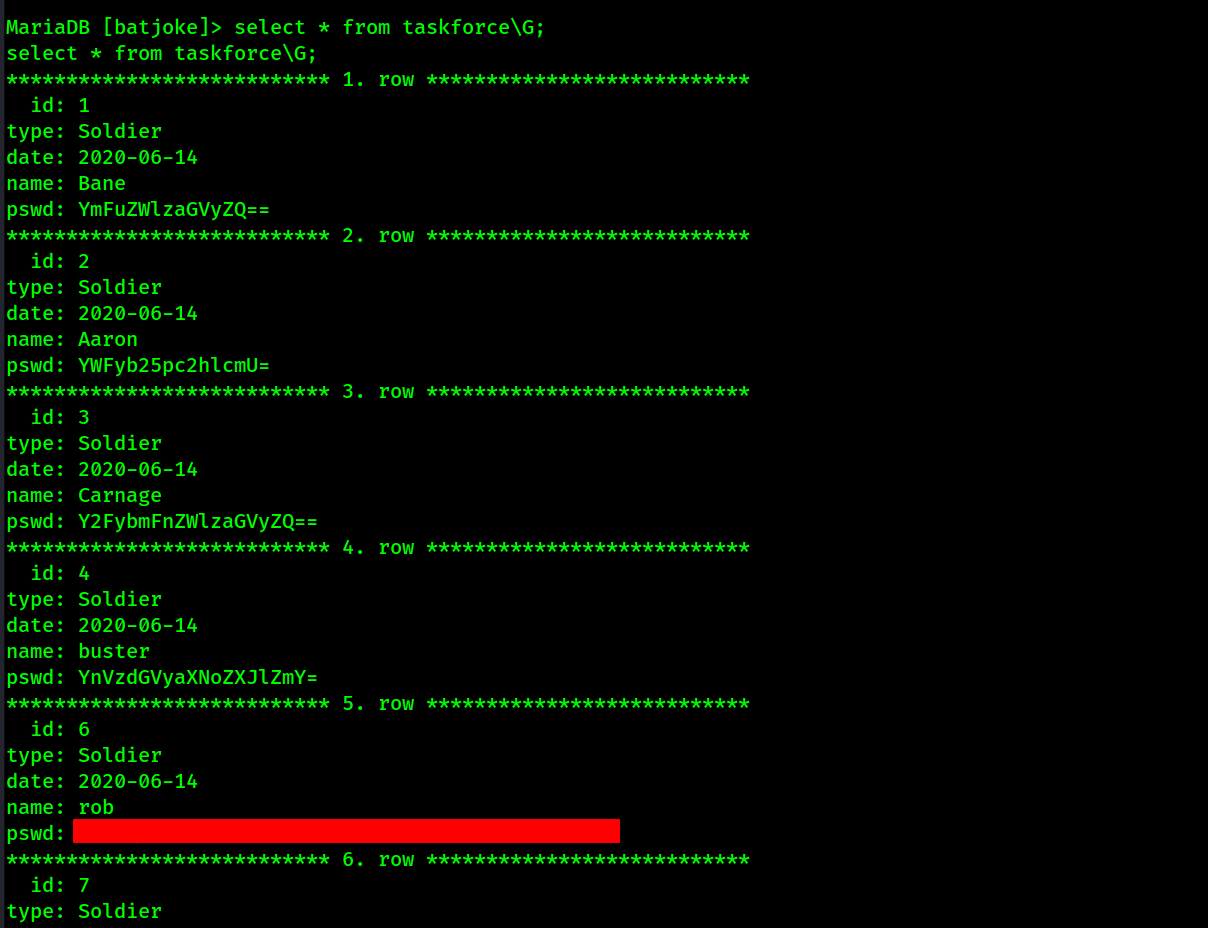 MariaDB [batjoke]> select * from taskforce\G;
select * from taskforce\G;
*************************** 1. row ***************************
id: 1
type: Soldier
date: 2020-06-14
name: Bane
pswd: YmFuZWlzaGVyZQ==
*************************** 2. row ***************************
id: 2
type: Soldier
date: 2020-06-14
name: Aaron
pswd: YWFyb25pc2hlcmU=
*************************** 3. row ***************************
id: 3
type: Soldier
date: 2020-06-14
name: Carnage
pswd: Y2FybmFnZWlzaGVyZQ==
*************************** 4. row ***************************
id: 4
type: Soldier
date: 2020-06-14
name: buster
pswd: YnVzdGVyaXNoZXJlZmY=
*************************** 5. row ***************************
id: 6
type: Soldier
date: 2020-06-14
name: rob
pswd:
*************************** 6. row ***************************
id: 7
type: Soldier